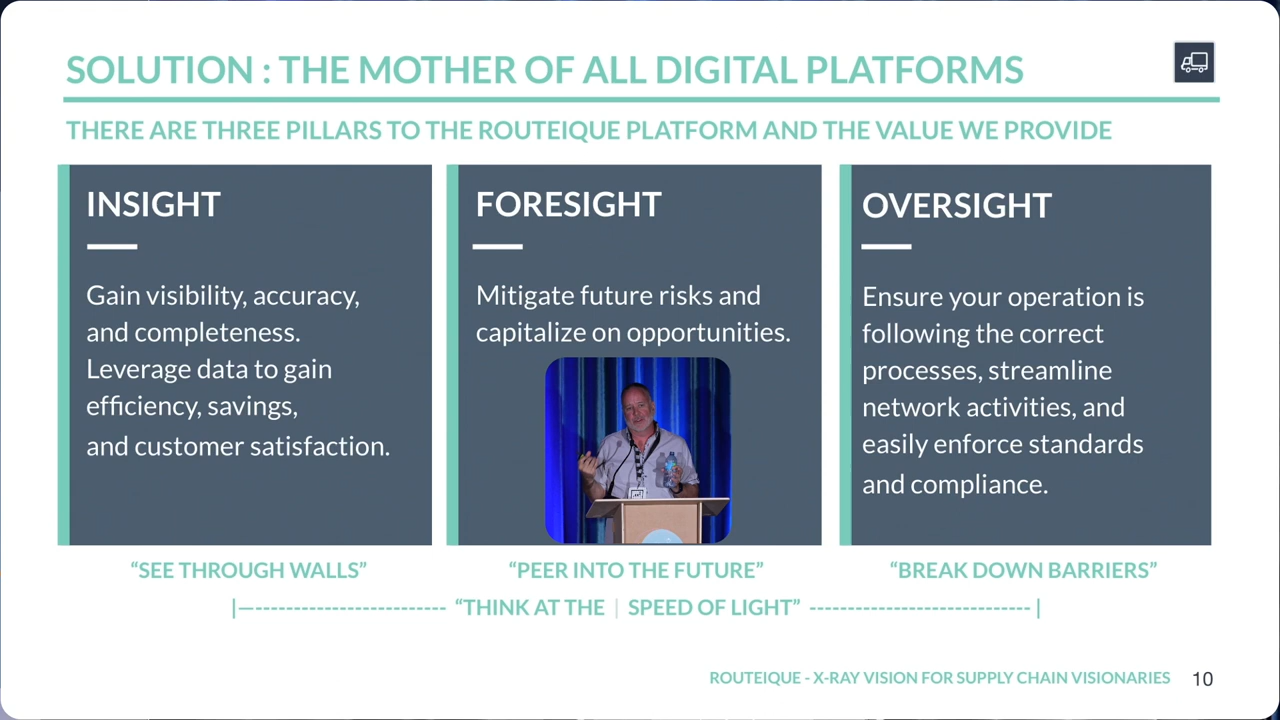 SOLUTION : THE MOTHER OF ALL DIGITAL PLATFORMS
THERE ARE THREE PILLARS TO THE ROUTEIQUE PLATFORM AND THE VALUE WE PROVIDE
INSIGHT
Gain visibility, accuracy,
and completeness.
Leverage data to gain
efficiency, savings,
and customer satisfaction.
“SEE THROUGH WALLS”
FORESIGHT
Mitigate future risks and
capitalize on opportunities.
“PEER INTO THE FUTURE”
OVERSIGHT
Ensure your operation is
following the correct
processes, streamline
network activities, and
easily enforce standards
and compliance.
“BREAK DOWN BARRIERS”
|—-------------------------- “THINK AT THE | SPEED OF LIGHT” ----------------------------- |
ROUTEIQUE - X-RAY VISION FOR SUPPLY CHAIN VISIONARIES 10